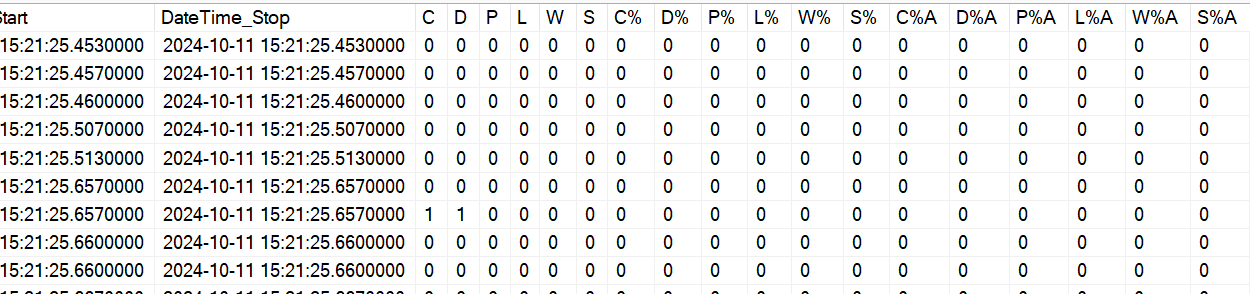 Start DateTime_Stop C D P L W S C% D% P% L% W% S% C%A D%A P%A L%A W%A S%A
15:21:25.4530000 2024-10-11 15:21:25.4530000 0 0 0 0 0 0 0 0 0 0 0 0 0 0 0 0 0 0
15:21:25.4570000 2024-10-11 15:21:25.4570000 0 0 0 0 0 0 0 0 0 0 0 0 0 0 0 0 0 0
15:21:25.4600000 2024-10-11 15:21:25.4600000 0 0 0 0 0 0 0 0 0 0 0 0 0 0 0 0 0 0
15:21:25.5070000 2024-10-11 15:21:25.5070000 0 0 0 0 0 0 0 0 0 0 0 0 0 0 0 0 0 0
15:21:25.5130000 2024-10-11 15:21:25.5130000 0 0 0 0 0 0 0 0 0 0 0 0 0 0 0 0 0 0
15:21:25.6570000 2024-10-11 15:21:25.6570000 0 0 0 0 0 0 0 0 0 0 0 0 0 0 0 0 0 0
15:21:25.6570000 2024-10-11 15:21:25.6570000 1 1 0 0 0 0 0 0 0 0 0 0 0 0 0 0 0 0
15:21:25.6600000 2024-10-11 15:21:25.6600000 0 0 0 0 0 0 0 0 0 0 0 0 0 0 0 0 0 0
15:21:25.6600000 2024-10-11 15:21:25.6600000 0 0 0 0 0 0 0 0 0 0 0 0 0 0 0 0 0 0